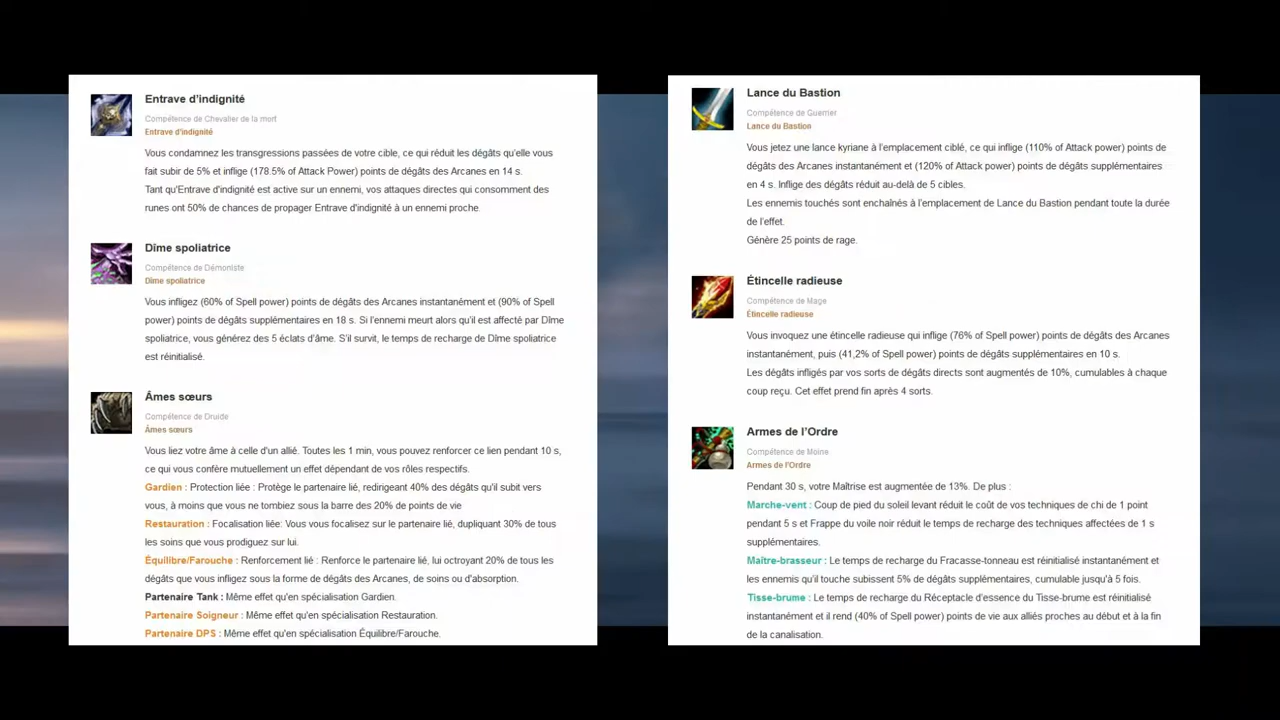 Entrave d'indignité
Compétence de Chevalier de la mort
Entrave d'indignité
Vous condamnez les transgressions passées de votre cible, ce qui réduit les dégâts qu'elle vous
fait subir de 5% et inflige (178.5% of Attack Power) points de dégâts des Arcanes en 14 s.
Tant qu'Entrave d'indignité est active sur un ennemi, vos attaques directes qui consomment des
runes ont 50% de chances de propager Entrave d'indignité à un ennemi proche.
Dîme spoliatrice
Compétence de Démoniste
Dîme spoliatrice
Vous infligez (60% of Spell power) points de dégâts des Arcanes instantanément et (90% of Spell
power) points de dégâts supplémentaires en 18 s. Si l'ennemi meurt alors qu'il est affecté par Dîme
spoliatrice, vous générez des 5 éclats d'âme. S'il survit, le temps de recharge de Dîme spoliatrice
est réinitialisé.
Âmes sœurs
Compétence de Druide
Âmes sœurs
Vous liez votre âme à celle d'un allié. Toutes les 1 min, vous pouvez renforcer ce lien pendant 10 s,
ce qui vous confère mutuellement un effet dépendant de vos rôles respectifs.
Gardien : Protection liée : Protège le partenaire lié, redirigeant 40% des dégâts qu'il subit vers
vous, à moins que vous ne tombiez sous la barre des 20% de points de vie
Restauration : Focalisation liée: Vous vous focalisez sur le partenaire lié, dupliquant 30% de tous
les soins que vous prodiguez sur lui.
Équilibre/Farouche : Renforcement lié : Renforce le partenaire lié, lui octroyant 20% de tous les
dégâts que vous infligez sous la forme de dégâts des Arcanes, de soins ou d'absorption.
Partenaire Tank : Même effet qu'en spécialisation Gardien.
Partenaire Soigneur : Même effet qu'en spécialisation Restauration.
Partenaire DPS : Même effet qu'en spécialisation Équilibre/Farouche.
Lance du Bastion
Compétence de Guerrier
Lance du Bastion
Vous jetez une lance kyriane à l'emplacement ciblé, ce qui inflige (110% of Attack power) points de
dégâts des Arcanes instantanément et (120% of Attack power) points de dégâts supplémentaires
en 4 s. Inflige des dégâts réduit au-delà de 5 cibles.
Les ennemis touchés sont enchaînés à l'emplacement de Lance du Bastion pendant toute la durée
de l'effet.
Génère 25 points de rage.
Étincelle radieuse
Compétence de Mage
Étincelle radieuse
Vous invoquez une étincelle radieuse qui inflige (76% of Spell power) points de dégâts des Arcanes
instantanément, puis (41,2% of Spell power) points de dégâts supplémentaires en 10 s.
Les dégâts infligés par vos sorts de dégâts directs sont augmentés de 10%, cumulables à chaque
coup reçu. Cet effet prend fin après 4 sorts.
Armes de l'Ordre
Compétence de Moine
Armes de l'Ordre
Pendant 30 s, votre Maîtrise est augmentée de 13%. De plus :
Marche-vent : Coup de pied du soleil levant réduit le coût de vos techniques de chi de 1 point
pendant 5 s et Frappe du voile noir réduit le temps de recharge des techniques affectées de 1 s
supplémentaires.
Maître-brasseur : Le temps de recharge du Fracasse-tonneau est réinitialisé instantanément et
les ennemis qu'il touche subissent 5% de dégâts supplémentaires, cumulable jusqu'à 5 fois.
Tisse-brume : Le temps de recharge du Réceptacle d'essence du Tisse-brume est réinitialisé
instantanément et il rend (40% of Spell power) points de vie aux alliés proches au début et à la fin
de la canalisation.